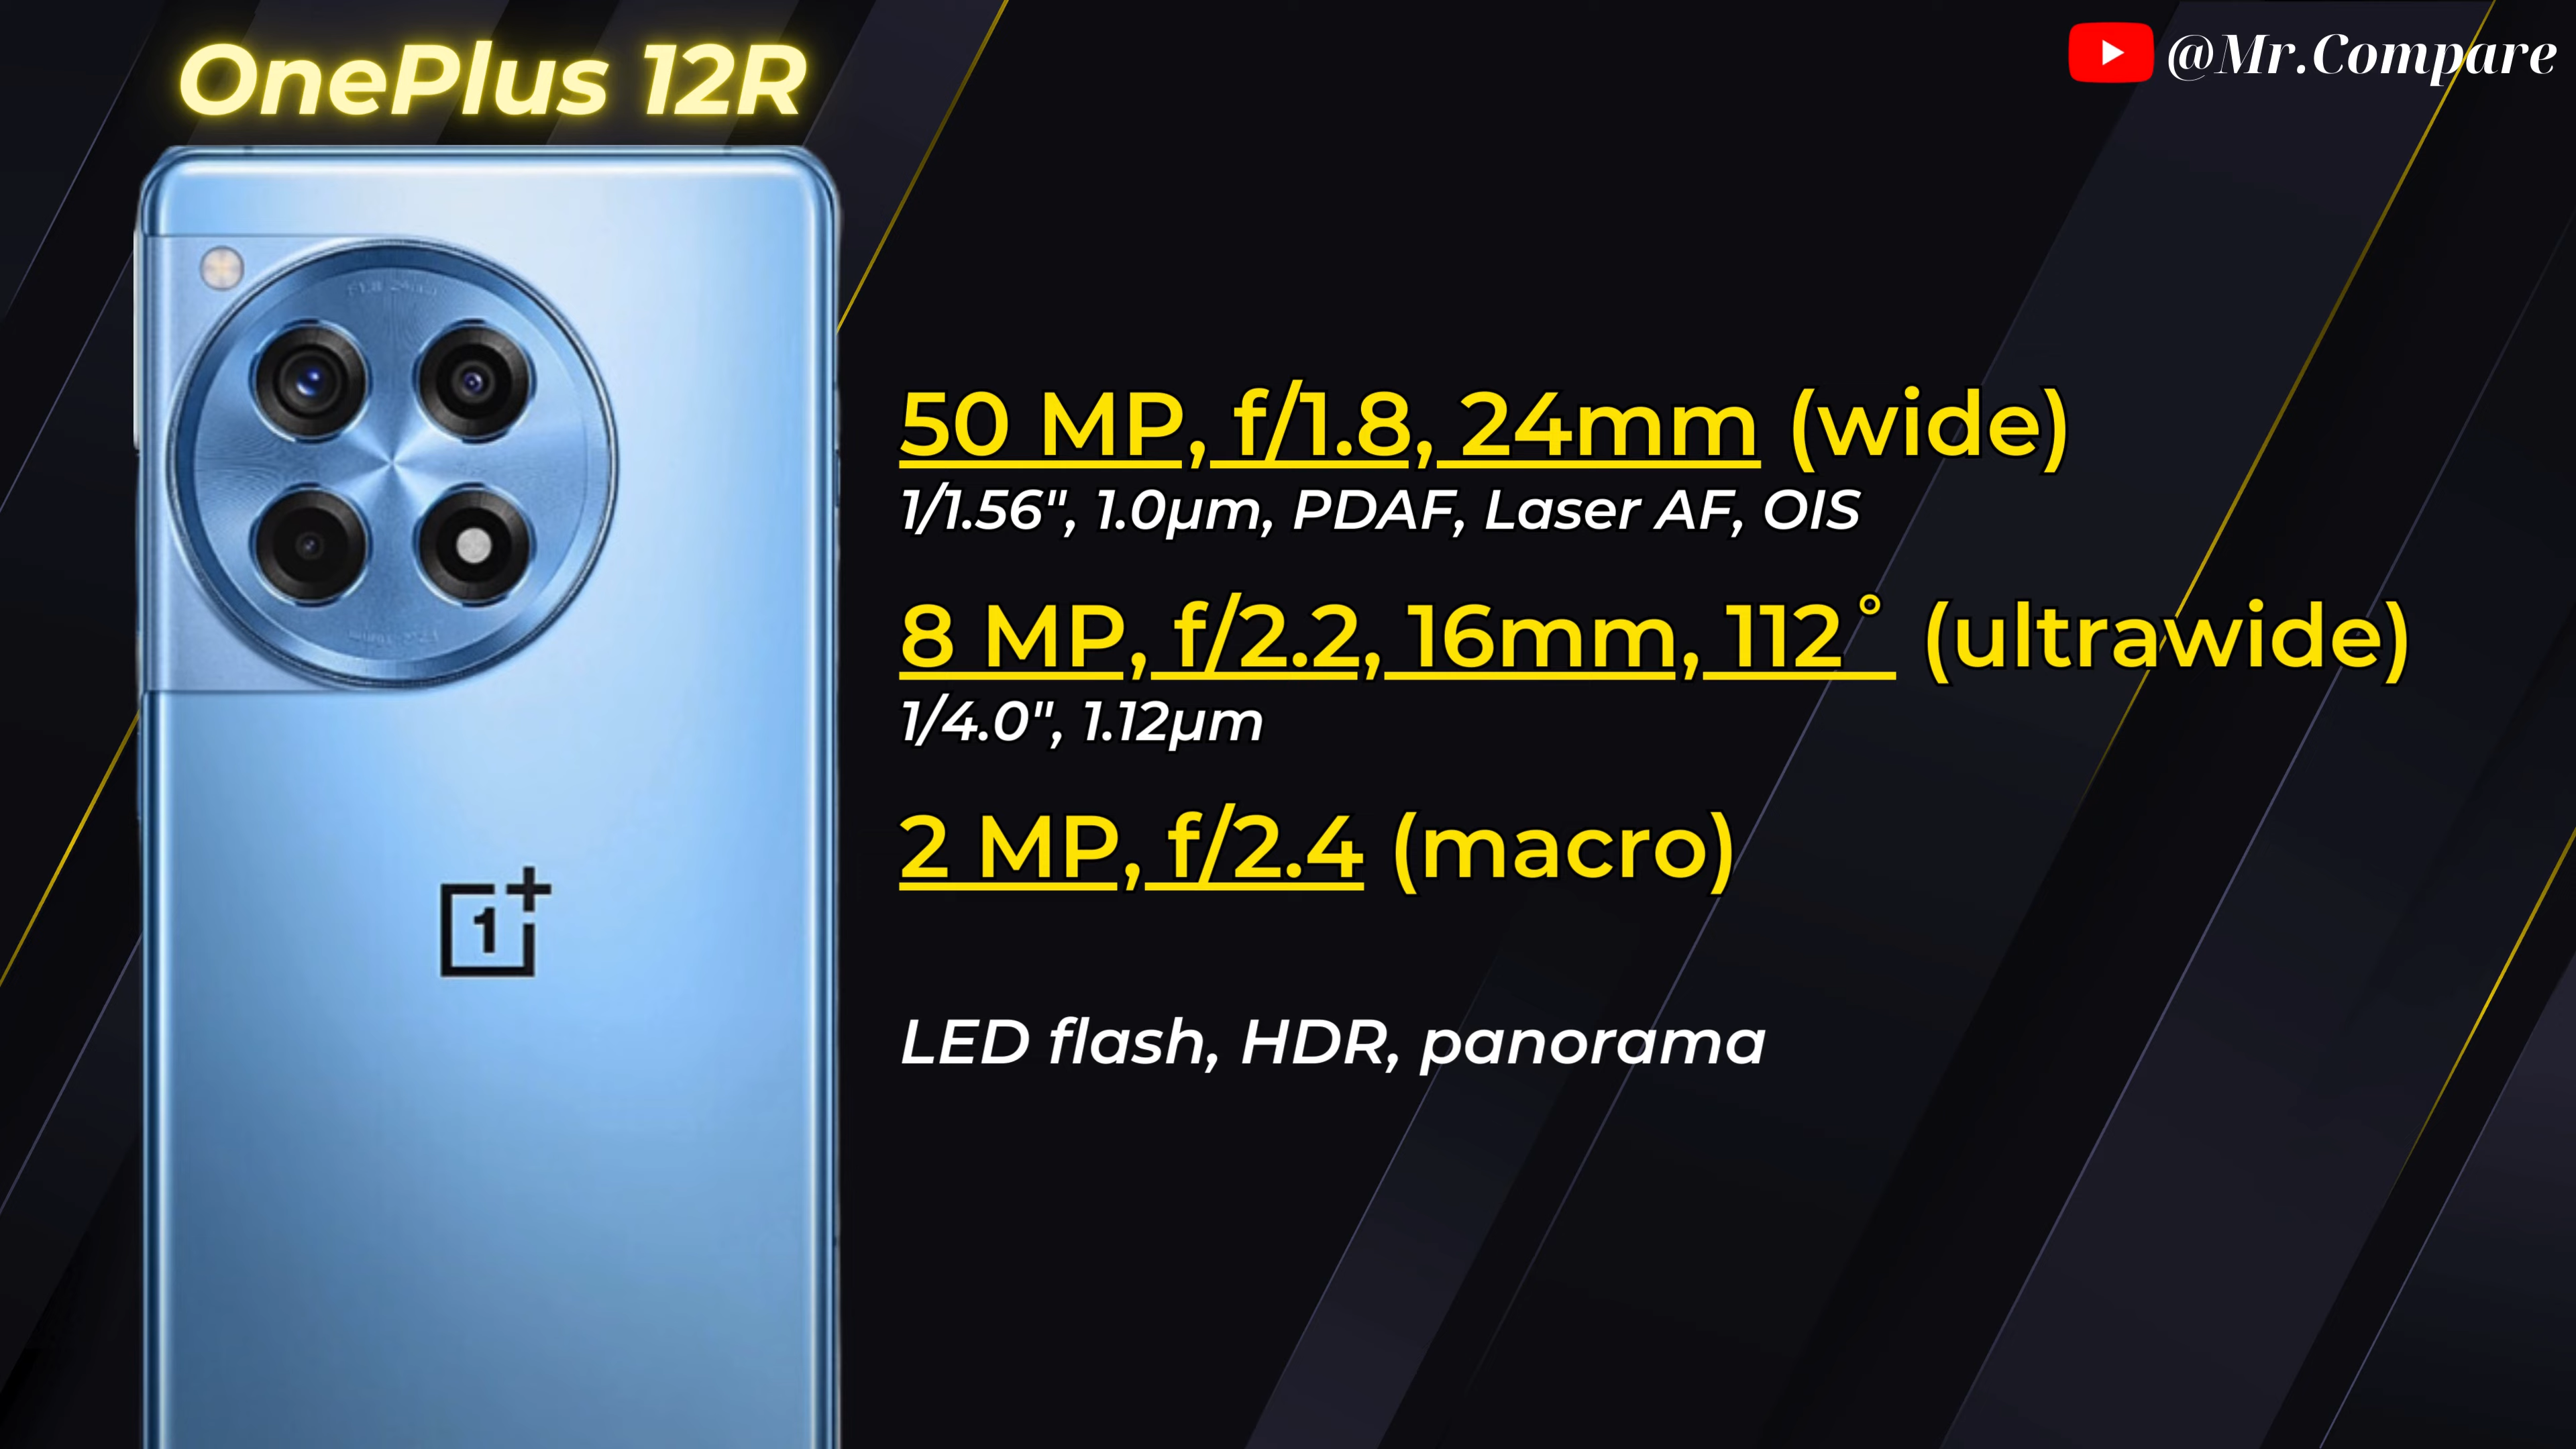 OnePlus 12R
@Mr.Compare
50 MP, f/1.8, 24mm (wide)
1/1.56", 1.0µm, PDAF, Laser AF, OIS
8 MP, f/2.2, 16mm, 112˚ (ultrawide)
1/4.0", 1.12µm
2 MP, f/2.4 (macro)
LED flash, HDR, panorama
1+